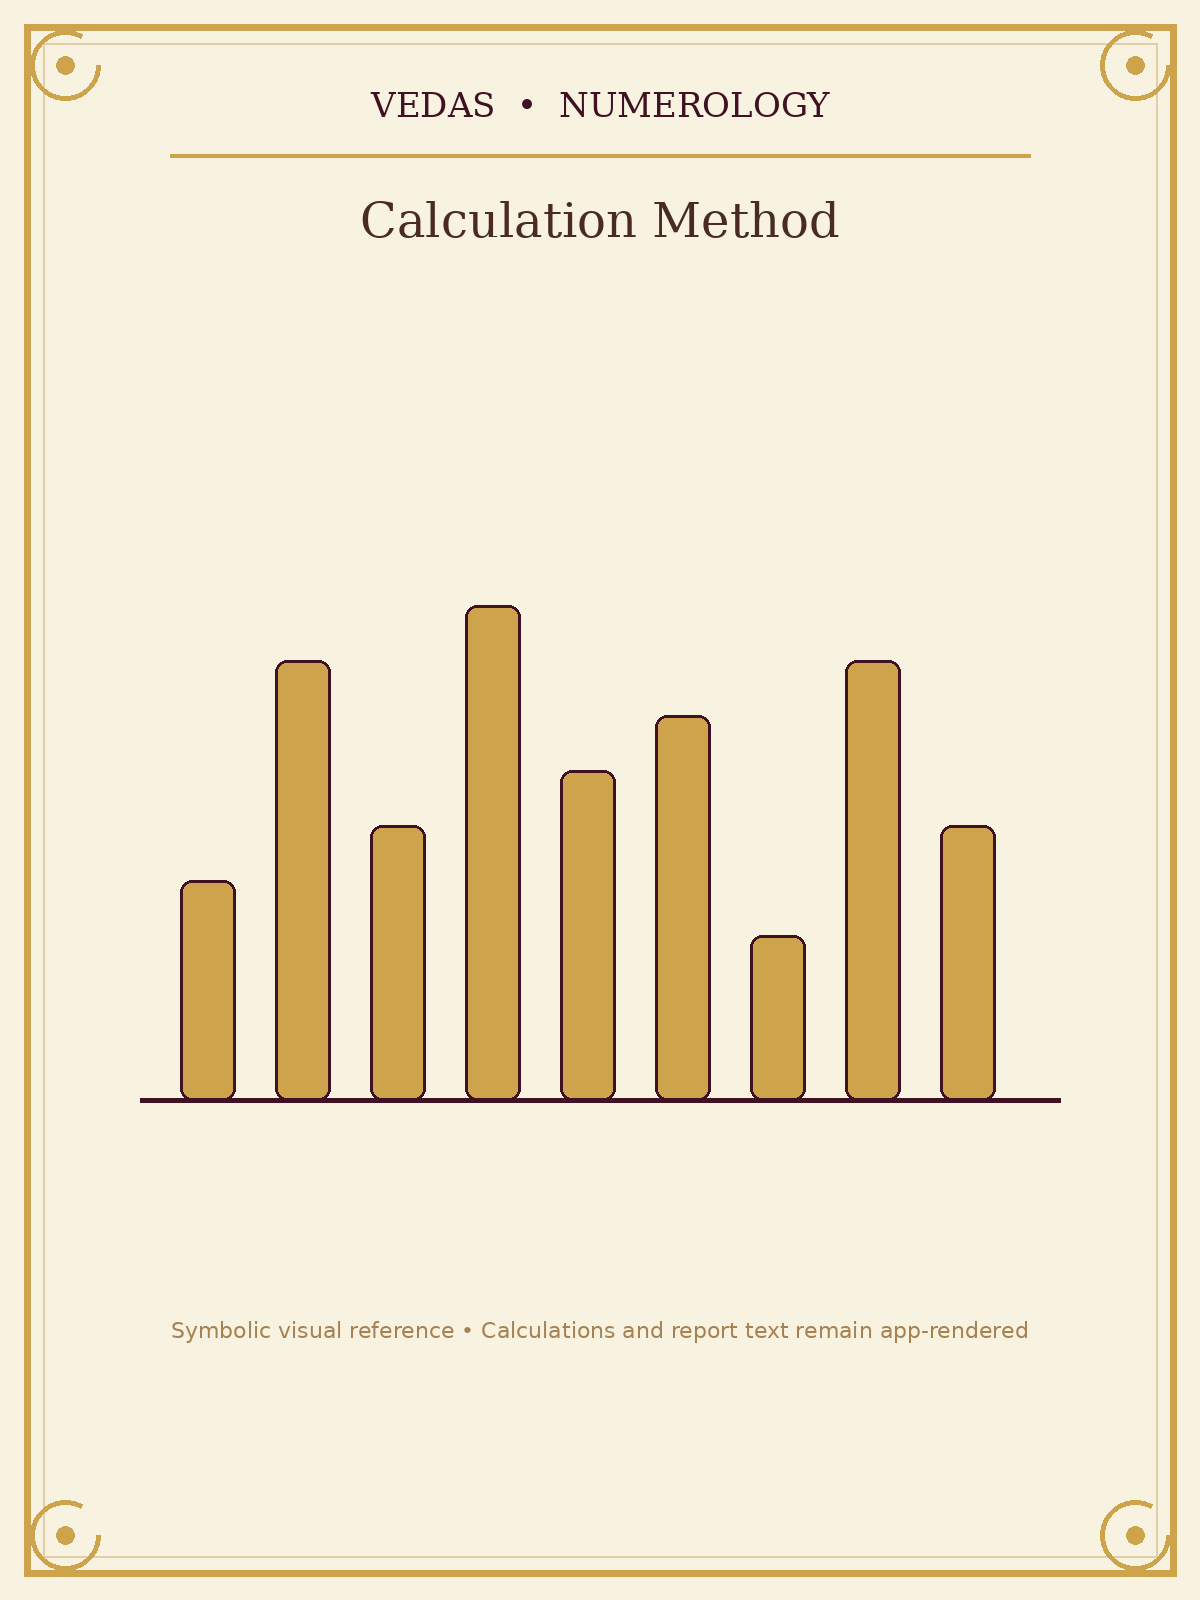 VEDAS • NUMEROLOGY
Calculation Method
Symbolic visual reference • Calculations and report text remain app-rendered